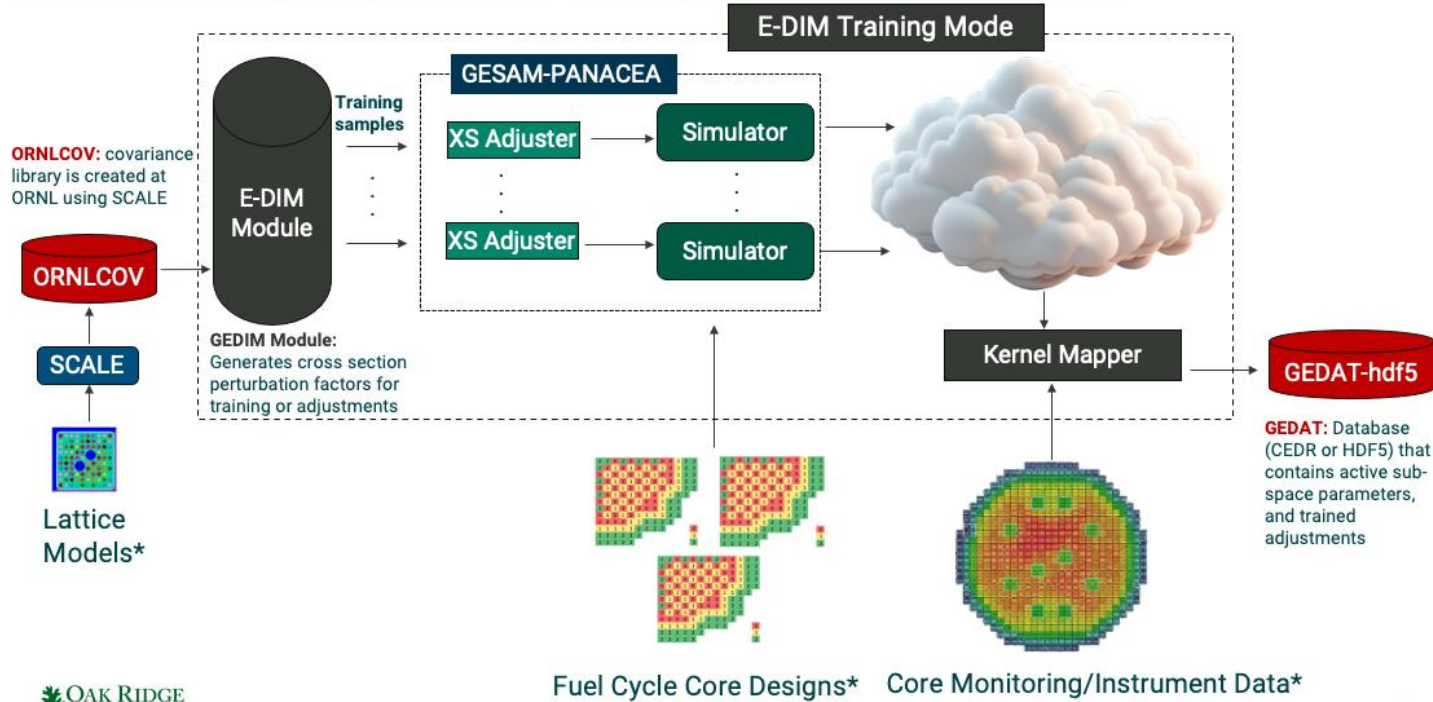 E-DIM Training Mode
GESAM-PANACEA
Training
samples
XS Adjuster
Simulator
ORNLCOV: covariance
library is created at
ORNL using SCALE
E-DIM
Module
XS Adjuster
Simulator
ORNLCOV
GEDIM Module:
Generates cross section
perturbation factors for
training or adjustments
SCALE
Kernel Mapper
GEDAT-hdf5
GEDAT: Database
(CEDR or HDF5) that
contains active sub-
space parameters,
and trained
adjustments
Lattice
Models*
Fuel Cycle Core Designs*
Core Monitoring/Instrument Data*
OAK RIDGE